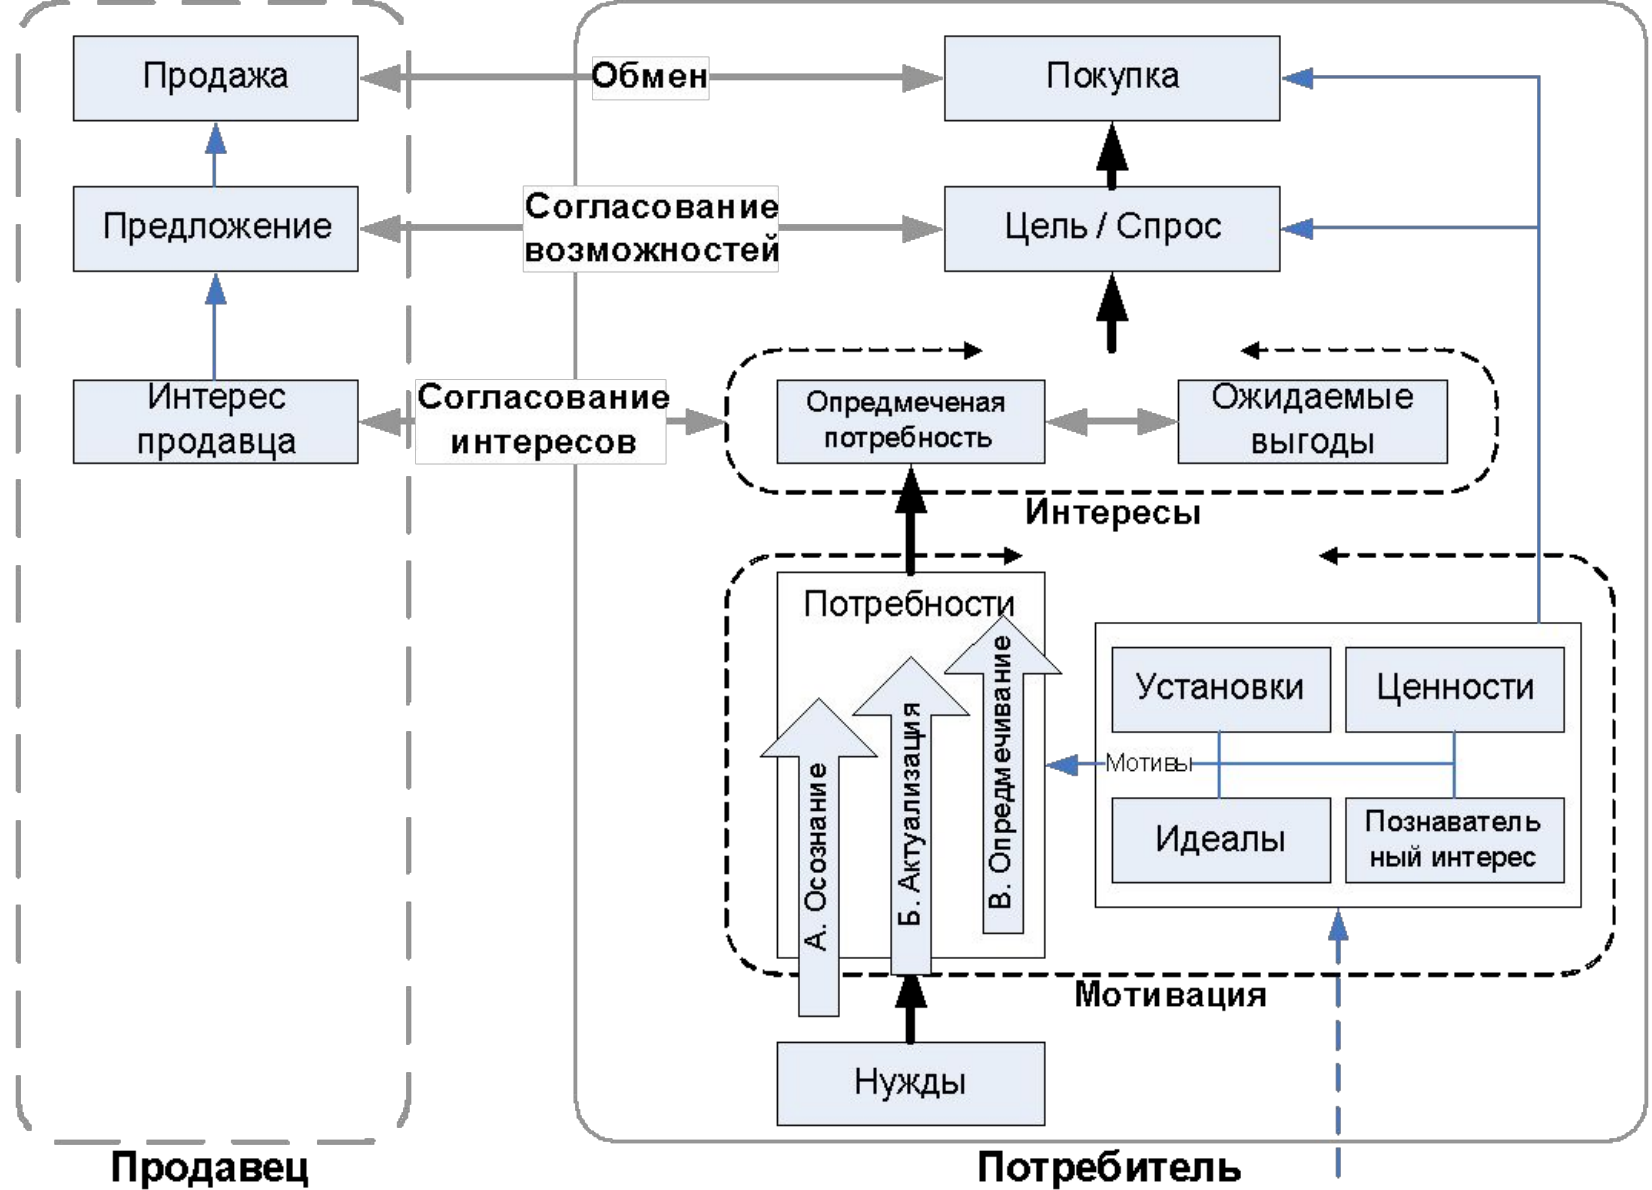 Продажа
Обмен
Покупка
Предложение
Согласование
возможностей
Цель / Спрос
Интерес
продавца
Согласование
интересов
Опредмеченая
потребность
Ожидаемые
выгоды
Интересы
Потребности
А. Осознание
Б. Актуализация
В. Опредмечивание
Установки
Ценности
Мотивы
Идеалы
Познаватель
ный интерес
Мотивация
Нужды
Продавец
Потребитель